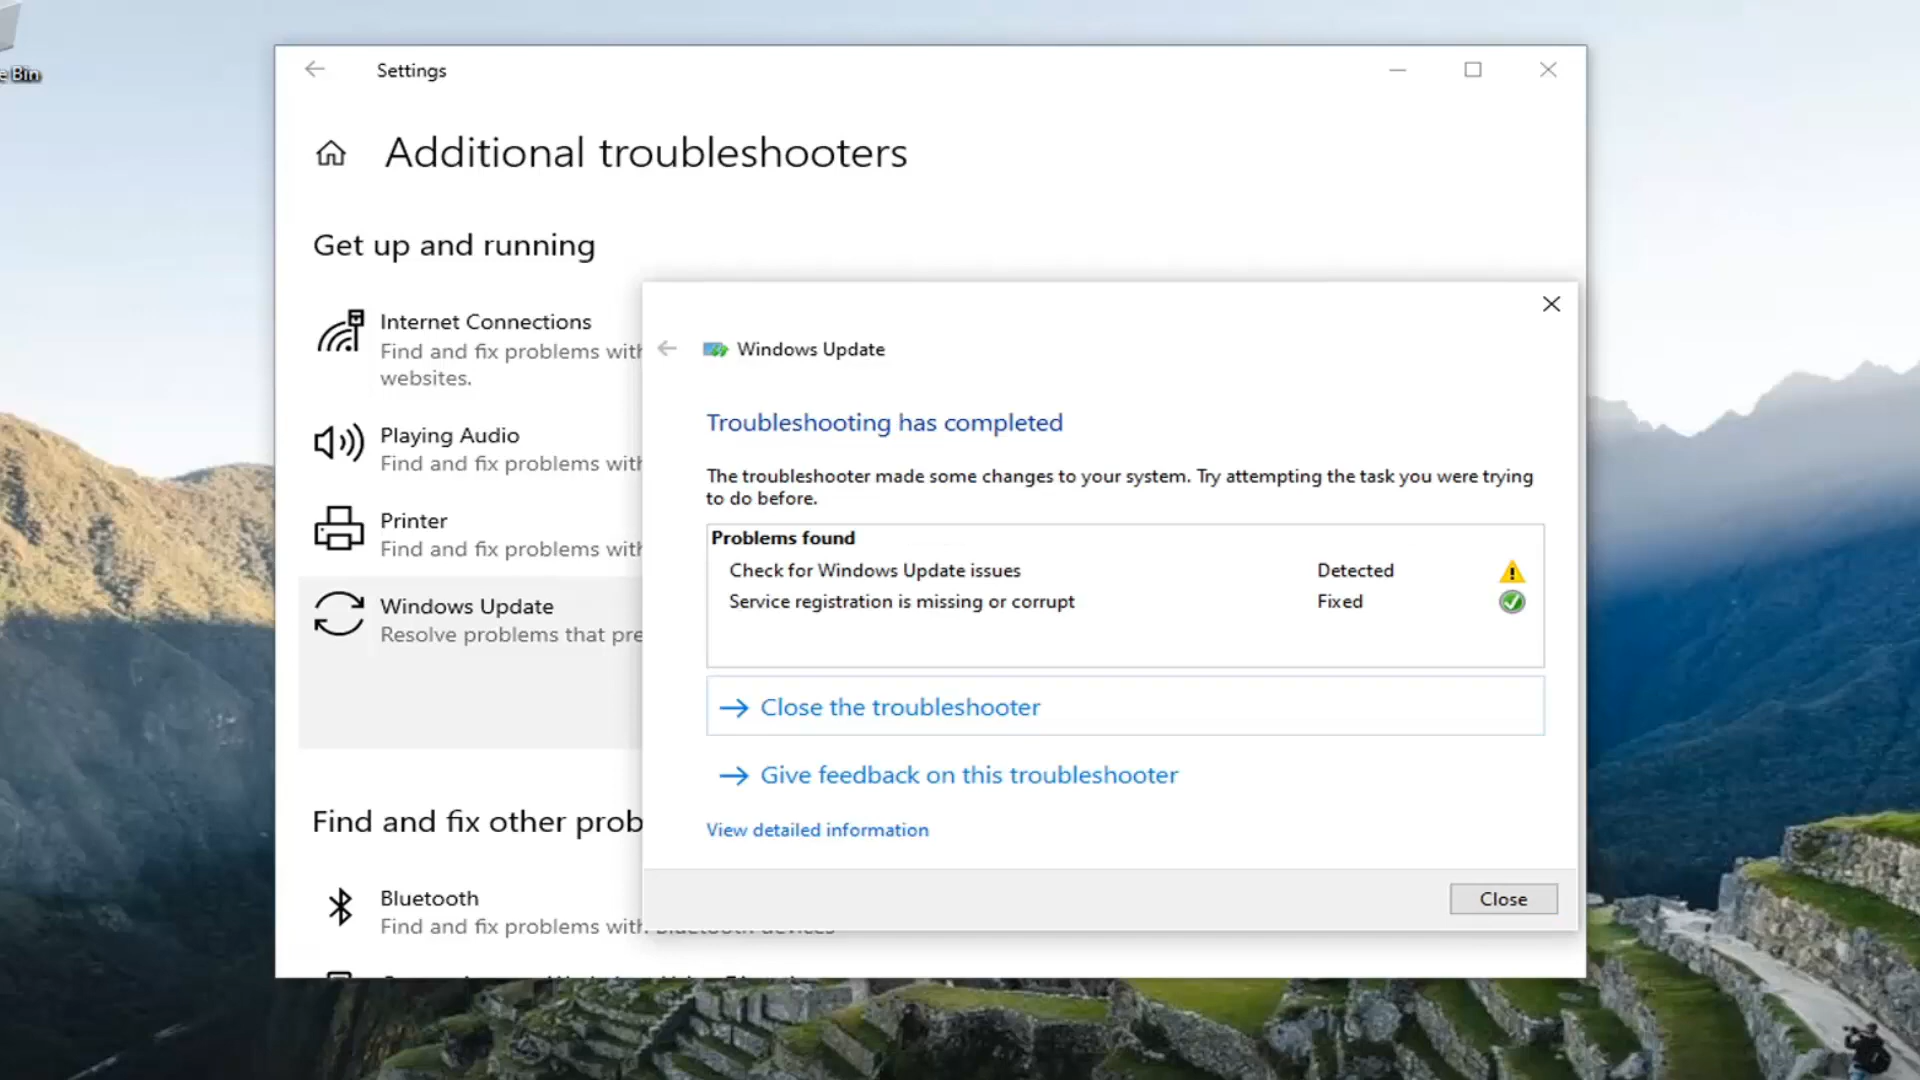 Bin
Settings
Additional troubleshooters
Get up and running
Internet Connections
Find and fix problems with
websites.
Playing Audio
Find and fix problems with
Printer
Find and fix problems with
Windows Update
Resolve problems that pre
Find and fix other prob
Bluetooth
Find and fix problems with Bluetooth devices
Windows Update
Troubleshooting has completed
The troubleshooter made some changes to your system. Try attempting the task you were trying
to do before.
Problems found
Check for Windows Update issues Detected
Service registration is missing or corrupt Fixed
Close the troubleshooter
Give feedback on this troubleshooter
View detailed information
Close